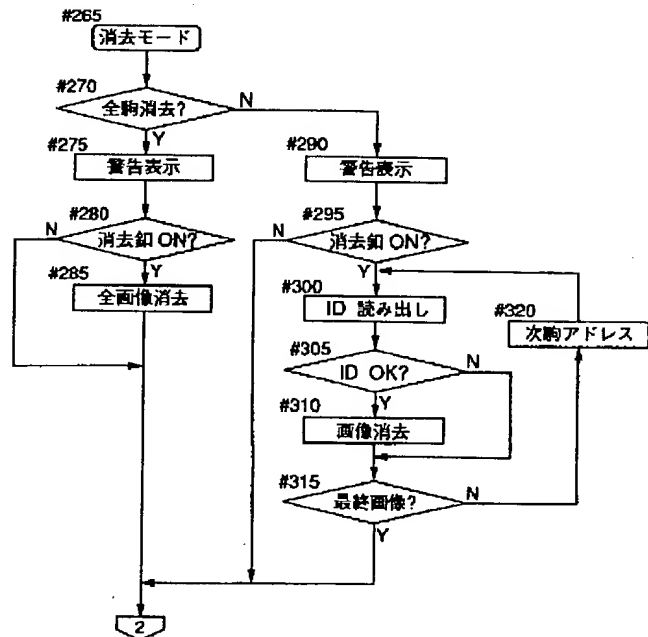 #265
消去モード
#270
全駒消去?
N
Y
#275
警告表示
#280
N
消去釦 ON?
Y
#285
全画像消去
#290
警告表示
#295
N
消去釦 ON?
Y
#300
ID 読み出し
#320
次駒アドレス
#305
ID OK?
N
Y
#310
画像消去
#315
最終画像?
N
Y
2